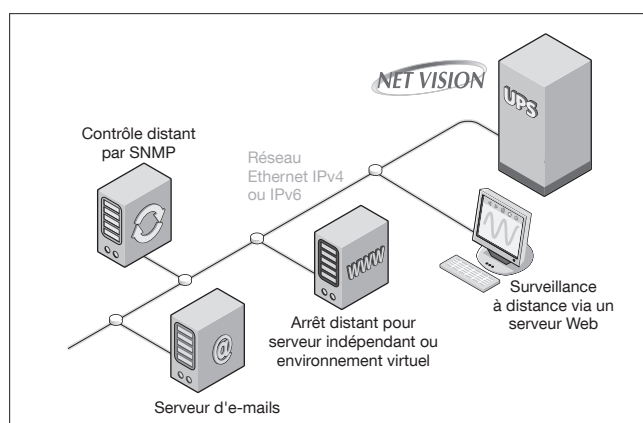 NET VISION
UPS
Contrôle distant
par SNMP
Réseau
Ethernet IPv4
ou IPv6
WWW
@
Surveillance
à distance via un
serveur Web
Arrêt distant pour
serveur indépendant ou
environnement virtuel
Serveur d'e-mails